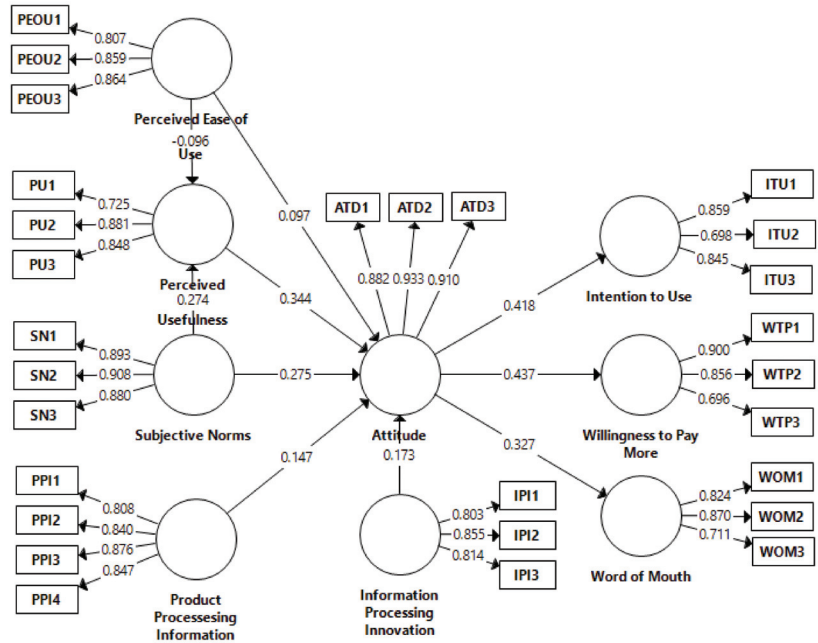 PEOU1
0.807
PEOU2
0.859
PEOU3
0.864
Perceived Ease of
Use
-0.096
0.097
PU1
0.725
PU2
0.881
PU3
0.848
Perceived
Usefulness
0.274
0.344
ATD1
ATD2
ATD3
0.882
0.933
0.910
ITU1
0.859
ITU2
0.698
ITU3
0.845
Intention to Use
0.418
SN1
0.893
SN2
0.908
SN3
0.880
Subjective Norms
0.275
Attitude
0.437
WTP1
0.900
WTP2
0.856
WTP3
0.696
Willingness to Pay
More
0.147
0.173
0.327
PPI1
0.808
PPI2
0.840
PPI3
0.876
PPI4
0.847
Product
Processesing
Information
IPI1
0.803
IPI2
0.855
IPI3
0.814
Information
Processing
Innovation
WOM1
0.824
WOM2
0.870
WOM3
0.711
Word of Mouth